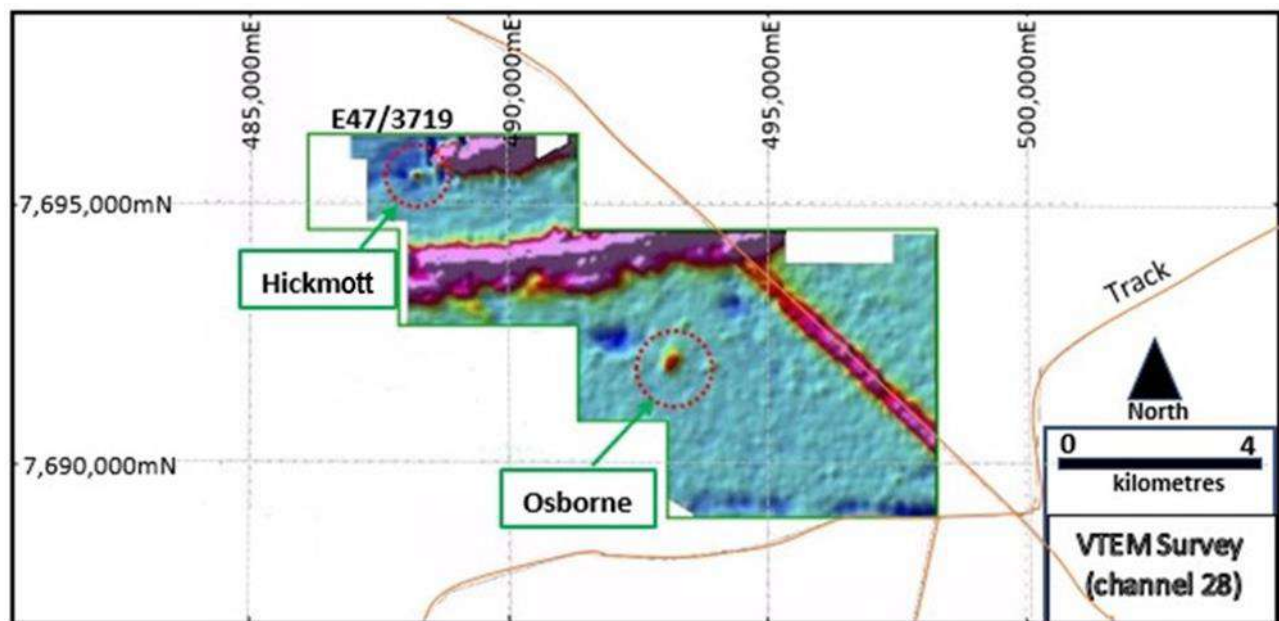 485,000mE
490,000mE
495,000mE
500,000mE
E47/3719
7,695,000mN
Hickmott
Track
North
7,690,000mN
Osborne
0 4
kilometres
VTEM Survey
(channel 28)